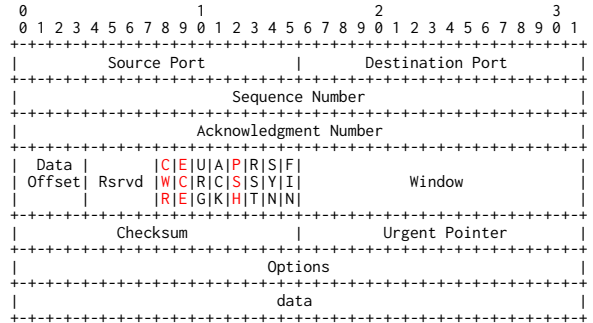 0                   1                   2                   3
 0 1 2 3 4 5 6 7 8 9 0 1 2 3 4 5 6 7 8 9 0 1 2 3 4 5 6 7 8 9 0 1
+-+-+-+-+-+-+-+-+-+-+-+-+-+-+-+-+-+-+-+-+-+-+-+-+-+-+-+-+-+-+-+-+
|          Source Port          |       Destination Port        |
+-+-+-+-+-+-+-+-+-+-+-+-+-+-+-+-+-+-+-+-+-+-+-+-+-+-+-+-+-+-+-+-+
|                        Sequence Number                        |
+-+-+-+-+-+-+-+-+-+-+-+-+-+-+-+-+-+-+-+-+-+-+-+-+-+-+-+-+-+-+-+-+
|                    Acknowledgment Number                      |
+-+-+-+-+-+-+-+-+-+-+-+-+-+-+-+-+-+-+-+-+-+-+-+-+-+-+-+-+-+-+-+-+
|  Data |       |C|E|U|A|P|R|S|F|                               |
| Offset| Rsrvd |W|C|R|C|S|S|Y|I|            Window             |
|       |       |R|E|G|K|H|T|N|N|                               |
+-+-+-+-+-+-+-+-+-+-+-+-+-+-+-+-+-+-+-+-+-+-+-+-+-+-+-+-+-+-+-+-+
|           Checksum            |         Urgent Pointer        |
+-+-+-+-+-+-+-+-+-+-+-+-+-+-+-+-+-+-+-+-+-+-+-+-+-+-+-+-+-+-+-+-+
|                            Options                            |
+-+-+-+-+-+-+-+-+-+-+-+-+-+-+-+-+-+-+-+-+-+-+-+-+-+-+-+-+-+-+-+-+
|                             data                              |
+-+-+-+-+-+-+-+-+-+-+-+-+-+-+-+-+-+-+-+-+-+-+-+-+-+-+-+-+-+-+-+-+